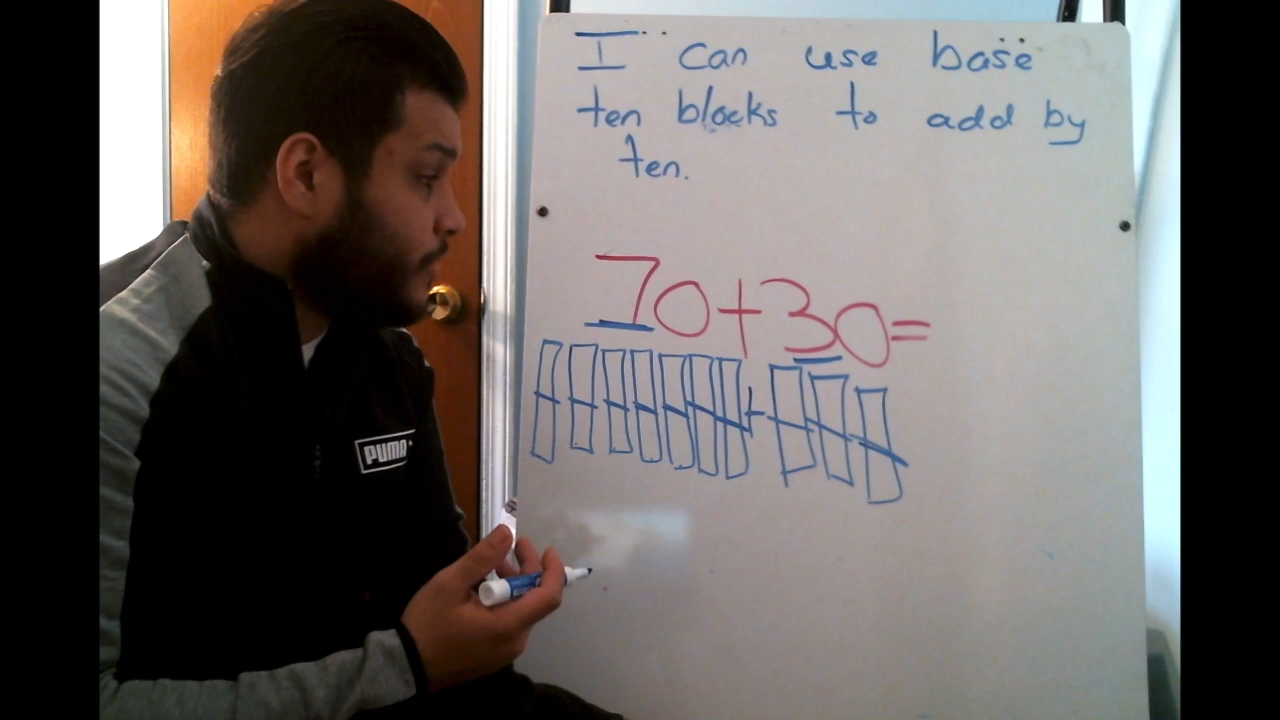 I can use base
ten blocks to add by
ten.
70+30=
+
PUMA